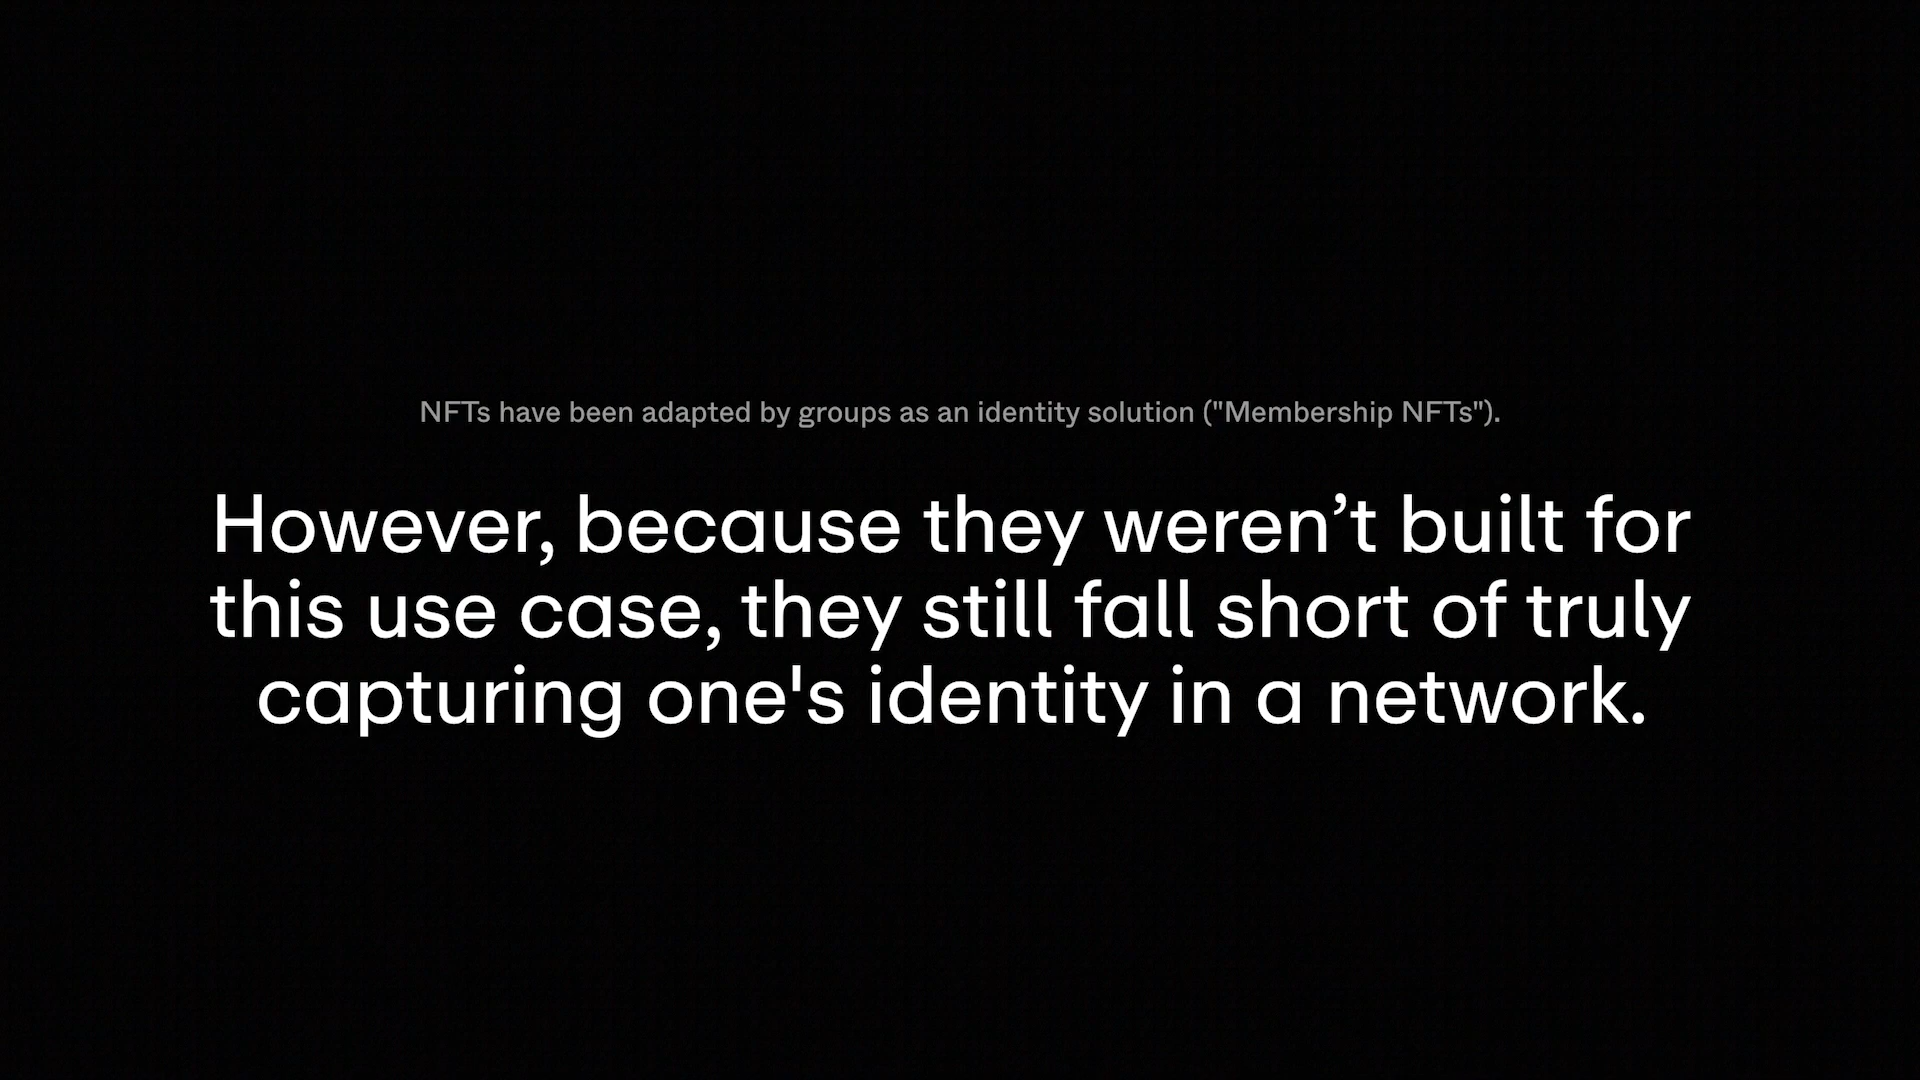 NFTs have been adapted by groups as an identity solution ("Membership NFTs").
However, because they weren’t built for
this use case, they still fall short of truly
capturing one's identity in a network.